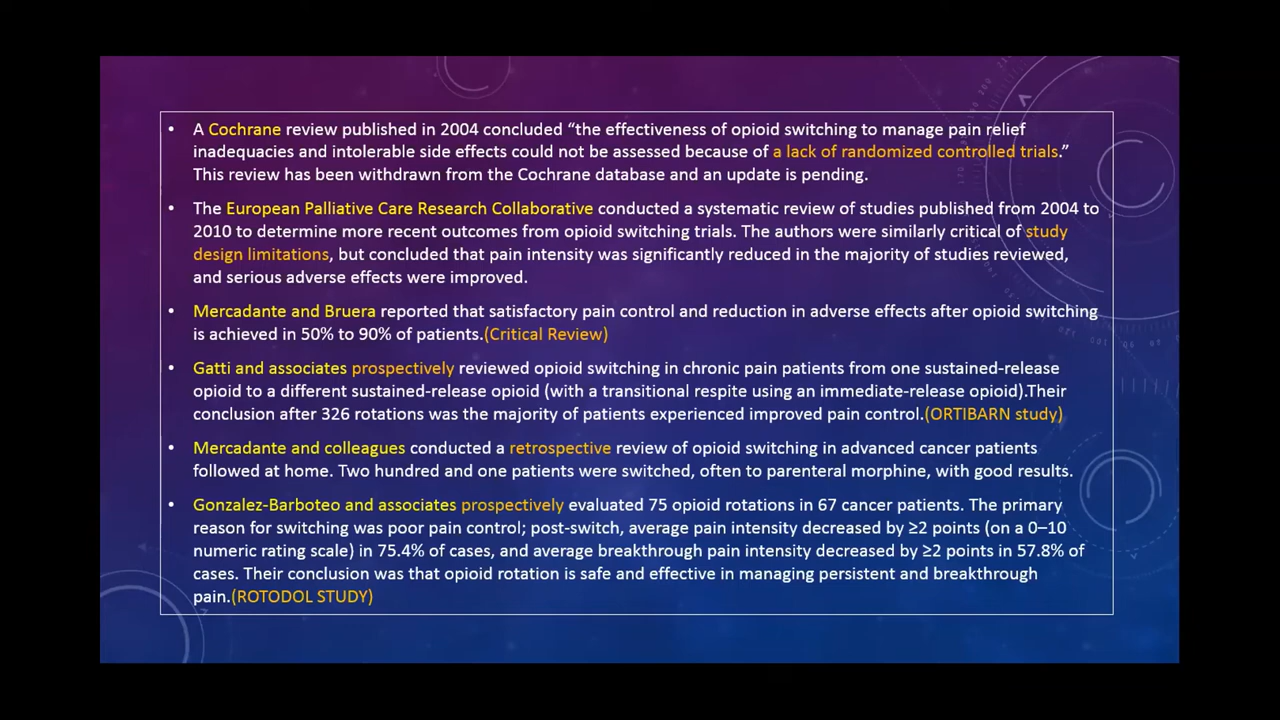 • A Cochrane review published in 2004 concluded “the effectiveness of opioid switching to manage pain relief
inadequacies and intolerable side effects could not be assessed because of a lack of randomized controlled trials.”
This review has been withdrawn from the Cochrane database and an update is pending.
• The European Palliative Care Research Collaborative conducted a systematic review of studies published from 2004 to
2010 to determine more recent outcomes from opioid switching trials. The authors were similarly critical of study
design limitations, but concluded that pain intensity was significantly reduced in the majority of studies reviewed,
and serious adverse effects were improved.
• Mercadante and Bruera reported that satisfactory pain control and reduction in adverse effects after opioid switching
is achieved in 50% to 90% of patients.(Critical Review)
• Gatti and associates prospectively reviewed opioid switching in chronic pain patients from one sustained-release
opioid to a different sustained-release opioid (with a transitional respite using an immediate-release opioid).Their
conclusion after 326 rotations was the majority of patients experienced improved pain control.(ORTIBARN study)
• Mercadante and colleagues conducted a retrospective review of opioid switching in advanced cancer patients
followed at home. Two hundred and one patients were switched, often to parenteral morphine, with good results.
• Gonzalez-Barboteo and associates prospectively evaluated 75 opioid rotations in 67 cancer patients. The primary
reason for switching was poor pain control; post-switch, average pain intensity decreased by ≥2 points (on a 0–10
numeric rating scale) in 75.4% of cases, and average breakthrough pain intensity decreased by ≥2 points in 57.8% of
cases. Their conclusion was that opioid rotation is safe and effective in managing persistent and breakthrough
pain.(ROTODOL STUDY)